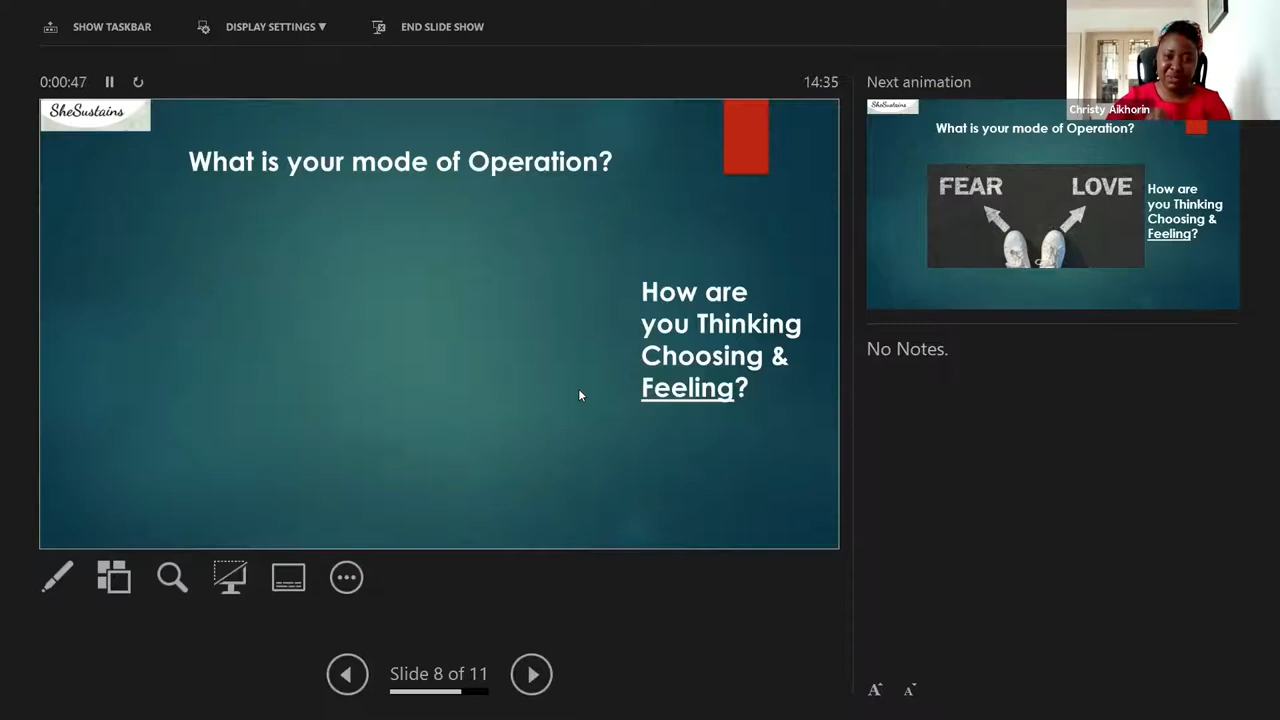 SHOW TASKBAR
DISPLAY SETTINGS ▼
END SLIDE SHOW
0:00:47
14:35
Next animation
Christy Aikhorin
SheSustains
What is your mode of Operation?
How are
you Thinking
Choosing &
Feeling?
SheSustains
What is your mode of Operation?
FEAR
LOVE
How are
you Thinking
Choosing &
Feeling?
No Notes.
Slide 8 of 11
A
A